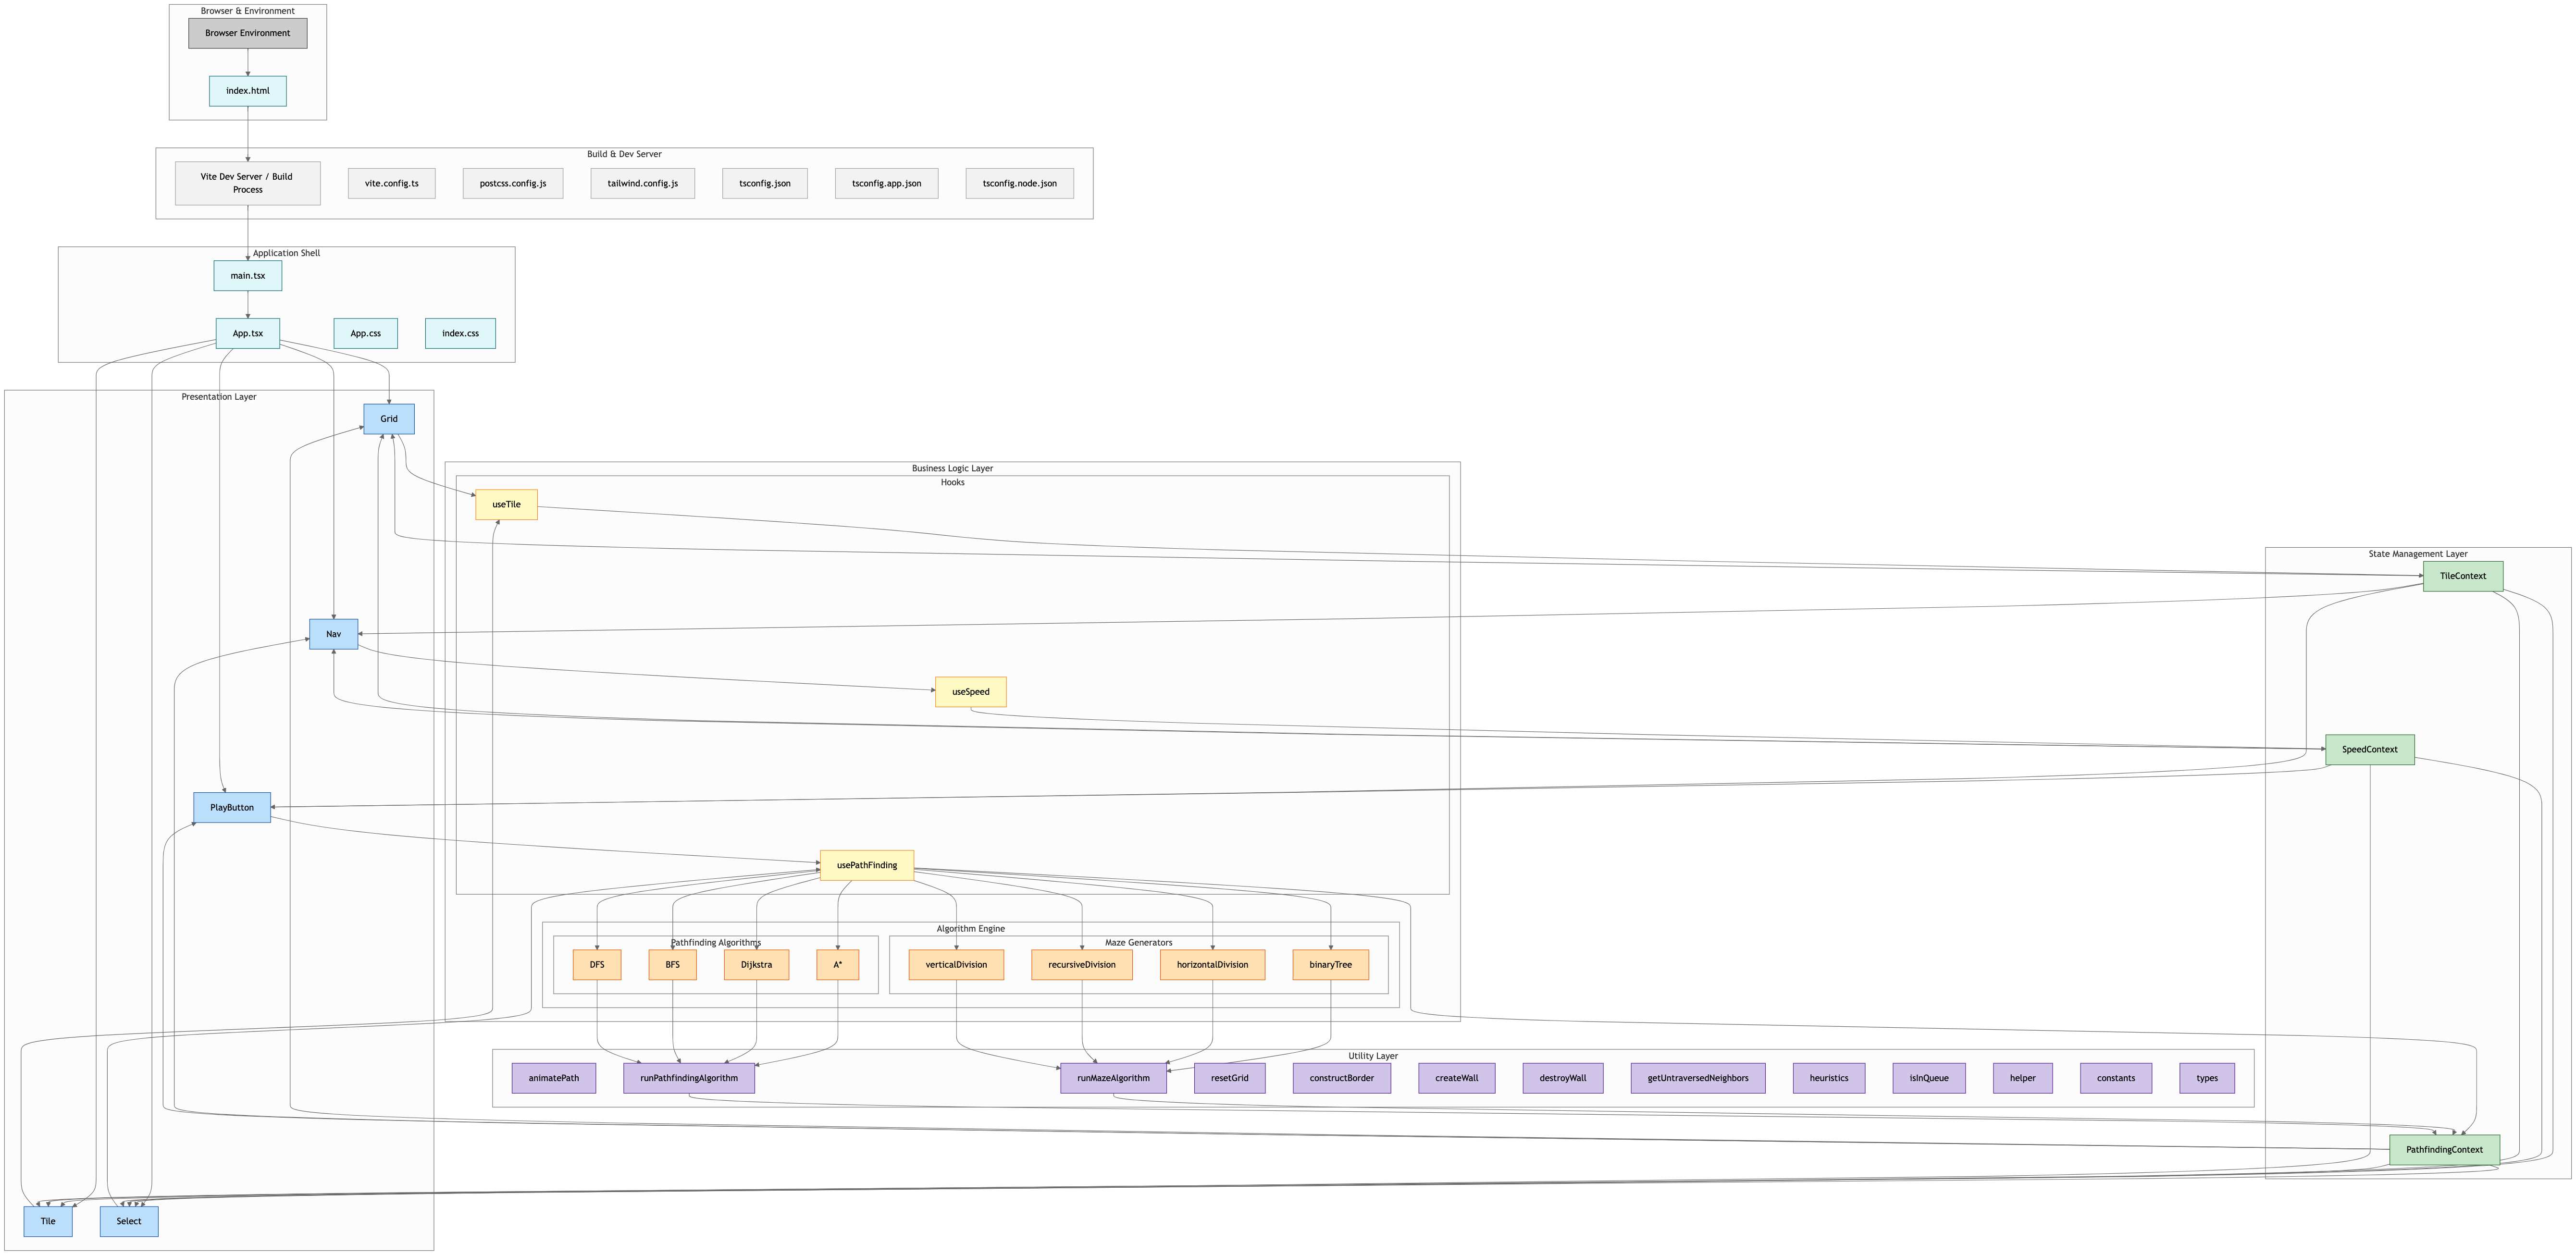 Browser & Environment
Browser Environment
index.html
Build & Dev Server
Vite Dev Server / Build
Process
vite.config.ts
postcss.config.js
tailwind.config.js
tsconfig.json
tsconfig.app.json
tsconfig.node.json
Application Shell
main.tsx
App.tsx
App.css
index.css
Presentation Layer
Grid
Business Logic Layer
Hooks
useTile
State Management Layer
TileContext
Nav
useSpeed
SpeedContext
PlayButton
usePathFinding
Algorithm Engine
Pathfinding Algorithms
Maze Generators
DFS
BFS
Dijkstra
A*
verticalDivision
recursiveDivision
horizontalDivision
binaryTree
Utility Layer
animatePath
runPathfindingAlgorithm
runMazeAlgorithm
resetGrid
constructBorder
createWall
destroyWall
getUntraversedNeighbors
heuristics
isInQueue
helper
constants
types
PathfindingContext
Tile
Select